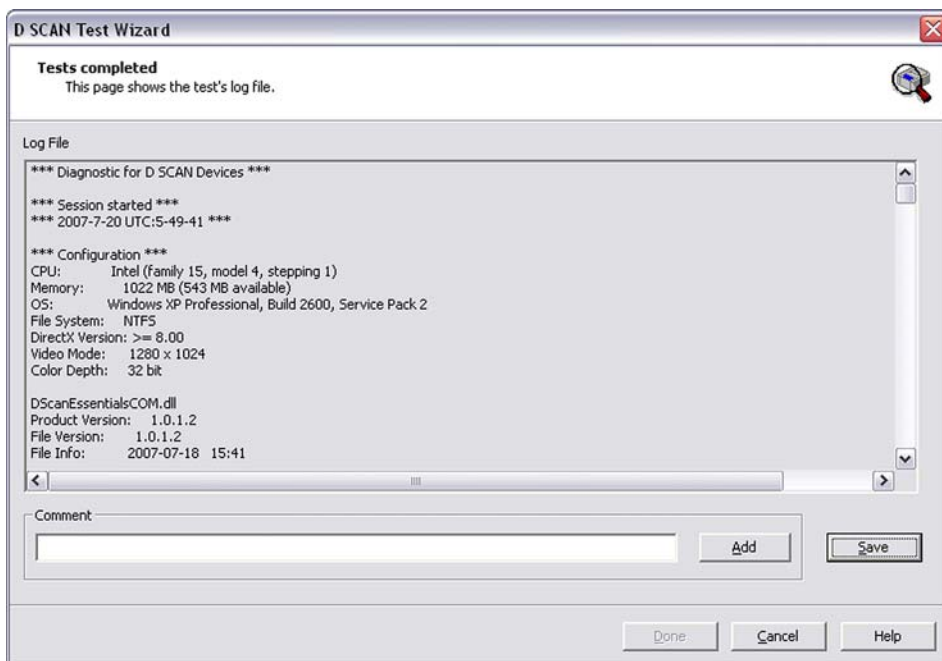 D SCAN Test Wizard
Tests completed
This page shows the test's log file.
Log File
*** Diagnostic for D SCAN Devices ***
*** Session started ***
*** 2007-7-20 UTC:5-49-41 ***
*** Configuration ***
CPU: Intel (family 15, model 4, stepping 1)
Memory: 1022 MB (543 MB available)
OS: Windows XP Professional, Build 2600, Service Pack 2
File System: NTFS
DirectX Version: >= 8.00
Video Mode: 1280 x 1024
Color Depth: 32 bit
DScanEssentialsCOM.dll
Product Version: 1.0.1.2
File Version: 1.0.1.2
File Info: 2007-07-18 15:41
Comment
Add
Save
Done
Cancel
Help